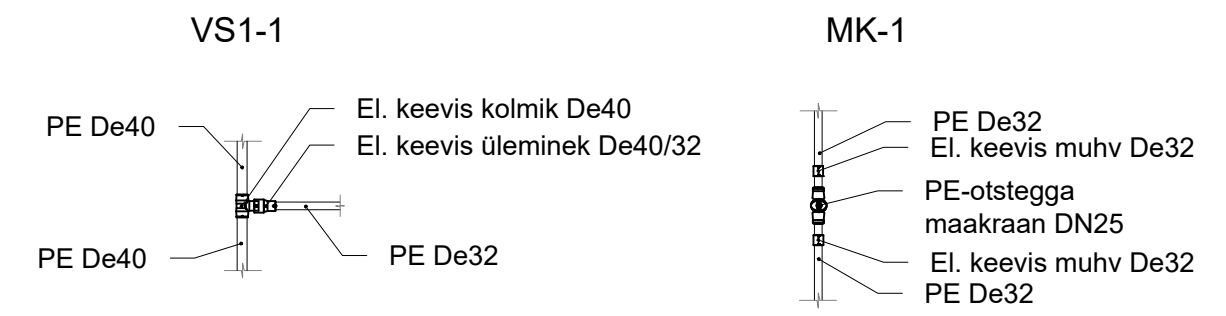 VS1-1
PE De40
El. keevis kolmik De40
El. keevis üleminek De40/32
PE De40
PE De32
MK-1
PE De32
El. keevis muhv De32
PE-otstegga
maakraan DN25
El. keevis muhv De32
PE De32